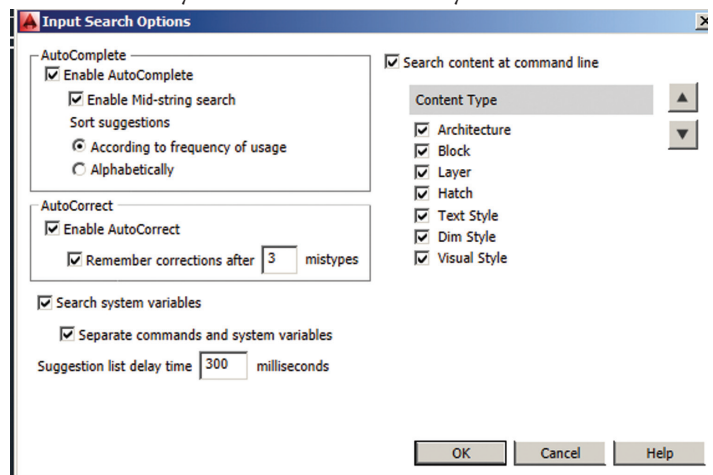 Input Search Options
AutoComplete
Enable AutoComplete
Enable Mid-string search
Sort suggestions
According to frequency of usage
Alphabetically
AutoCorrect
Enable AutoCorrect
Remember corrections after 3 mistypes
Search system variables
Separate commands and system variables
Suggestion list delay time 300 milliseconds
Search content at command line
Content Type
Architecture
Block
Layer
Hatch
Text Style
Dim Style
Visual Style
OK Cancel Help